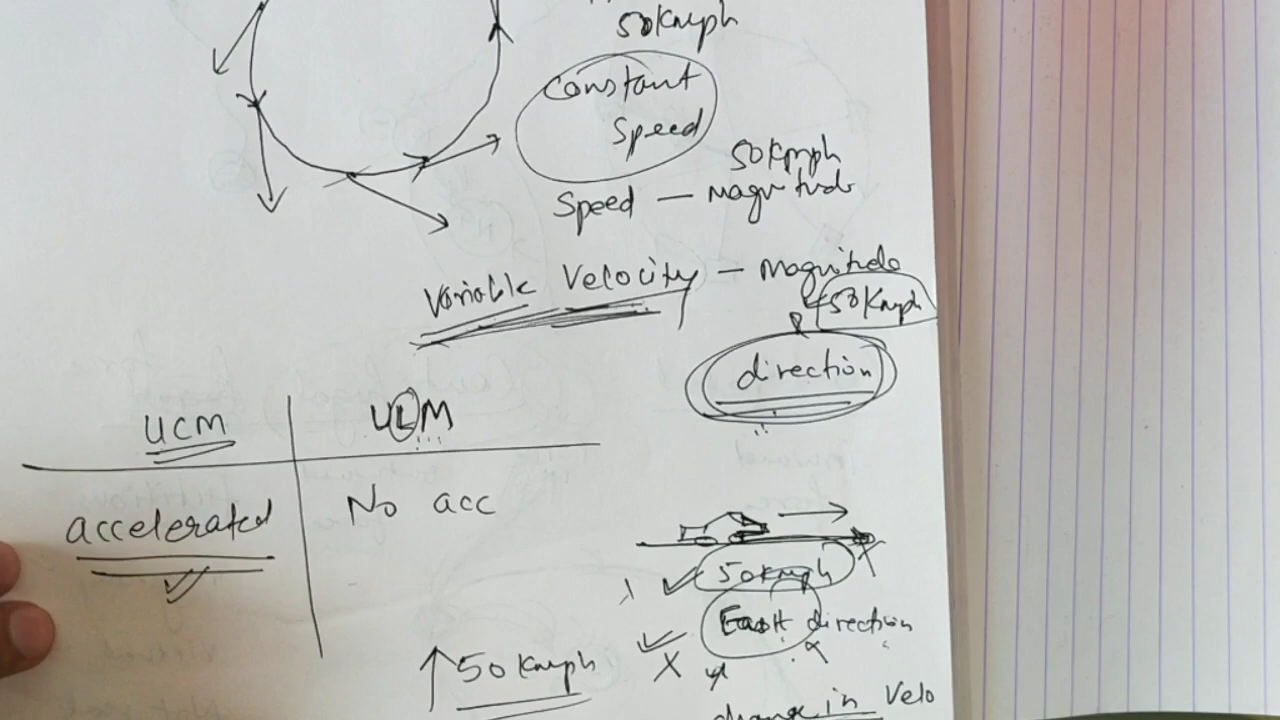 50Kmph
Constant
Speed
50Kmph
Speed — Magnitude
Variable Velocity — Magnitude
50Kmph
direction
UCM
ULM
accelerated
No acc
50Kmph
East direction
50Kmph
change in Velo